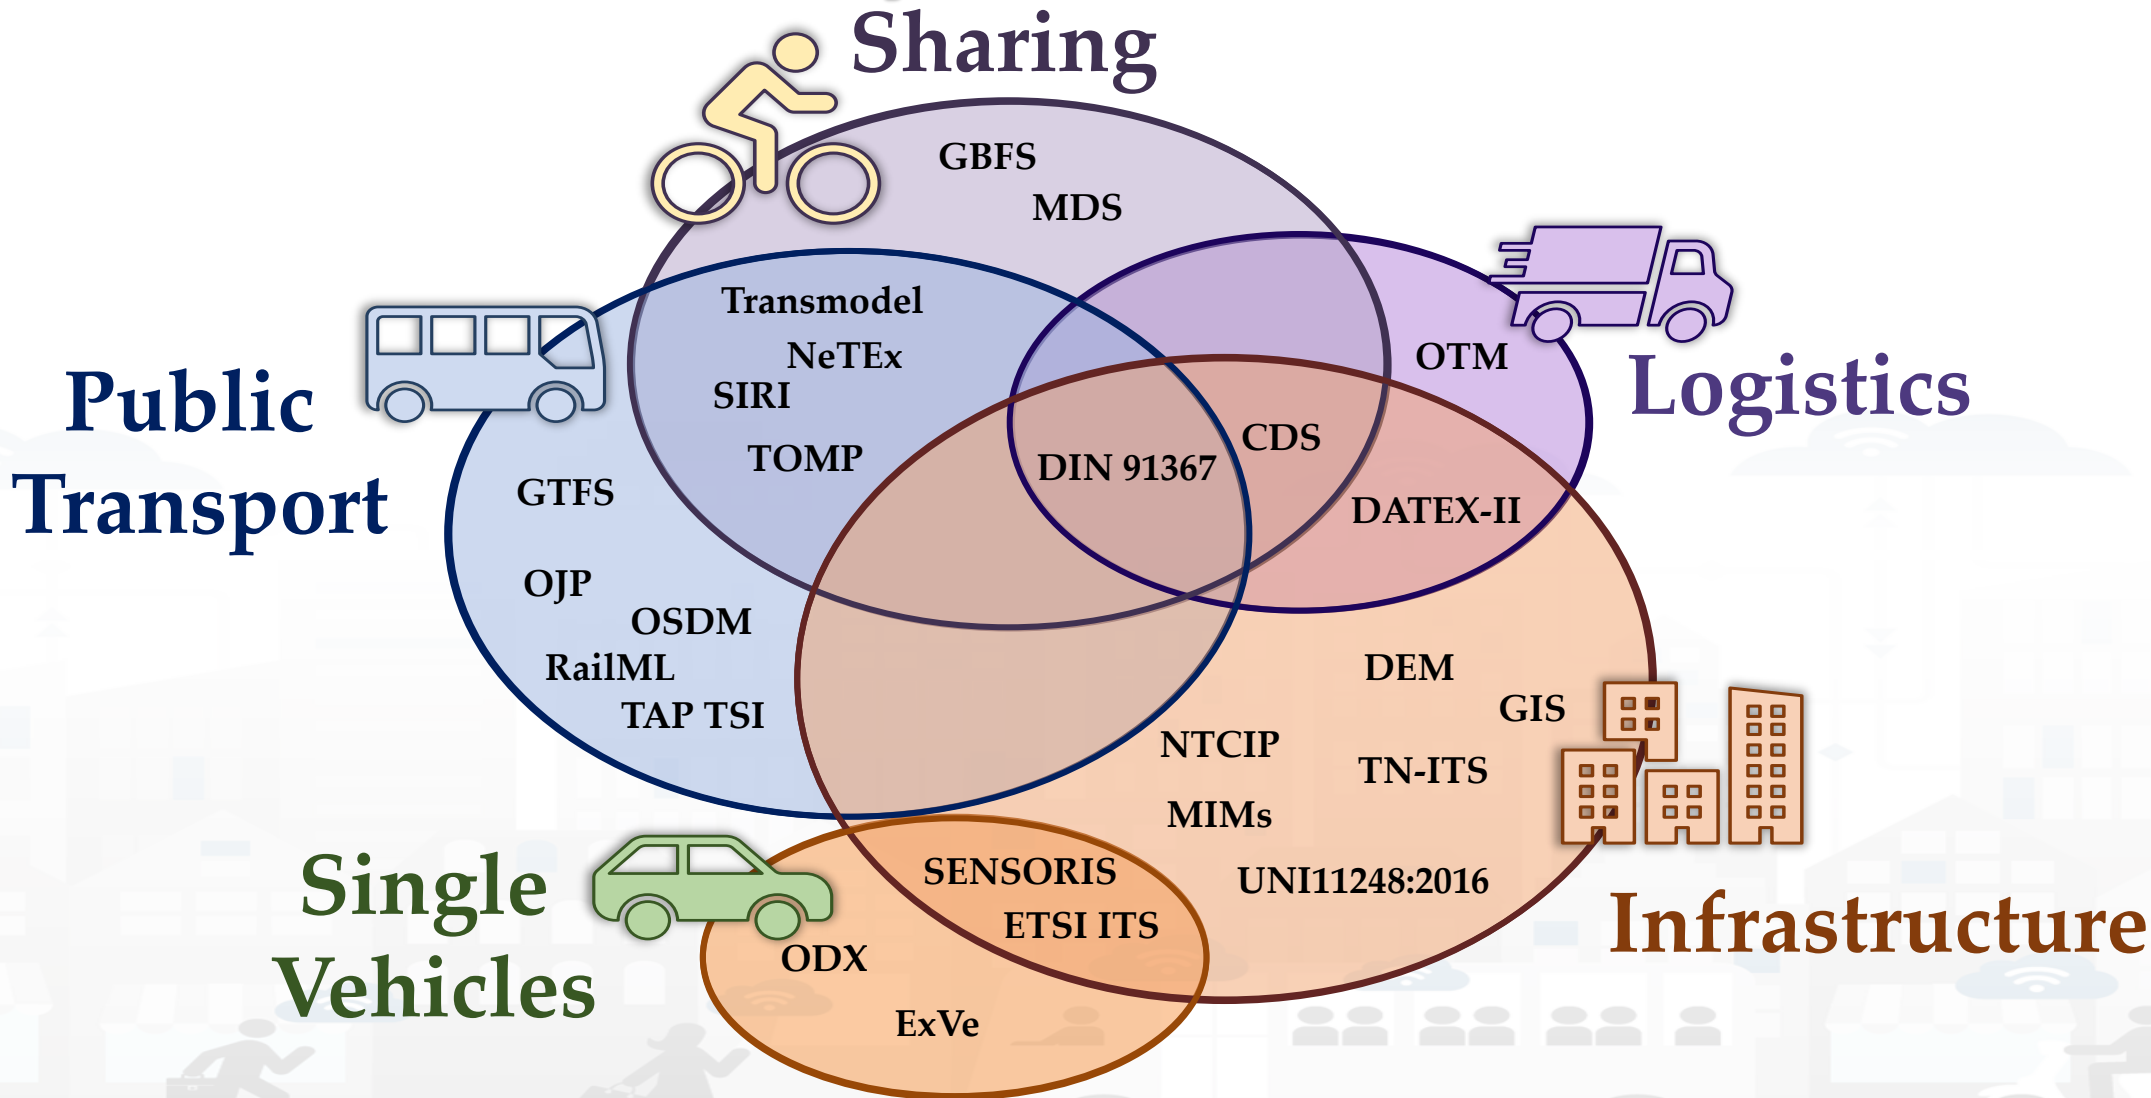 Sharing
GBFS
MDS
Transmodel
NeTEx
SIRI
TOMP
OTM
Logistics
CDS
DIN 91367
DATEX-II
Public
Transport
GTFS
OJP
OSDM
RailML
TAP TSI
DEM
GIS
NTCIP
TN-ITS
MIMs
UNI11248:2016
Infrastructure
Single
Vehicles
SENSORIS
ETSI ITS
ODX
ExVe